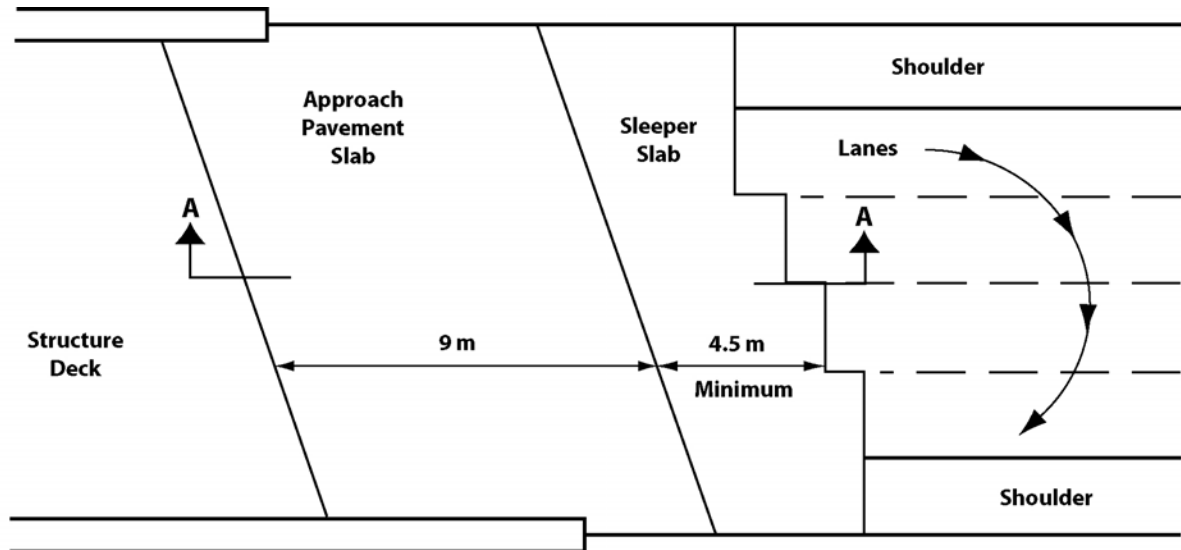 Shoulder
Approach
Pavement
Slab
Sleeper
Slab
Lanes
A
A
Structure
Deck
9 m
4.5 m
Minimum
Shoulder